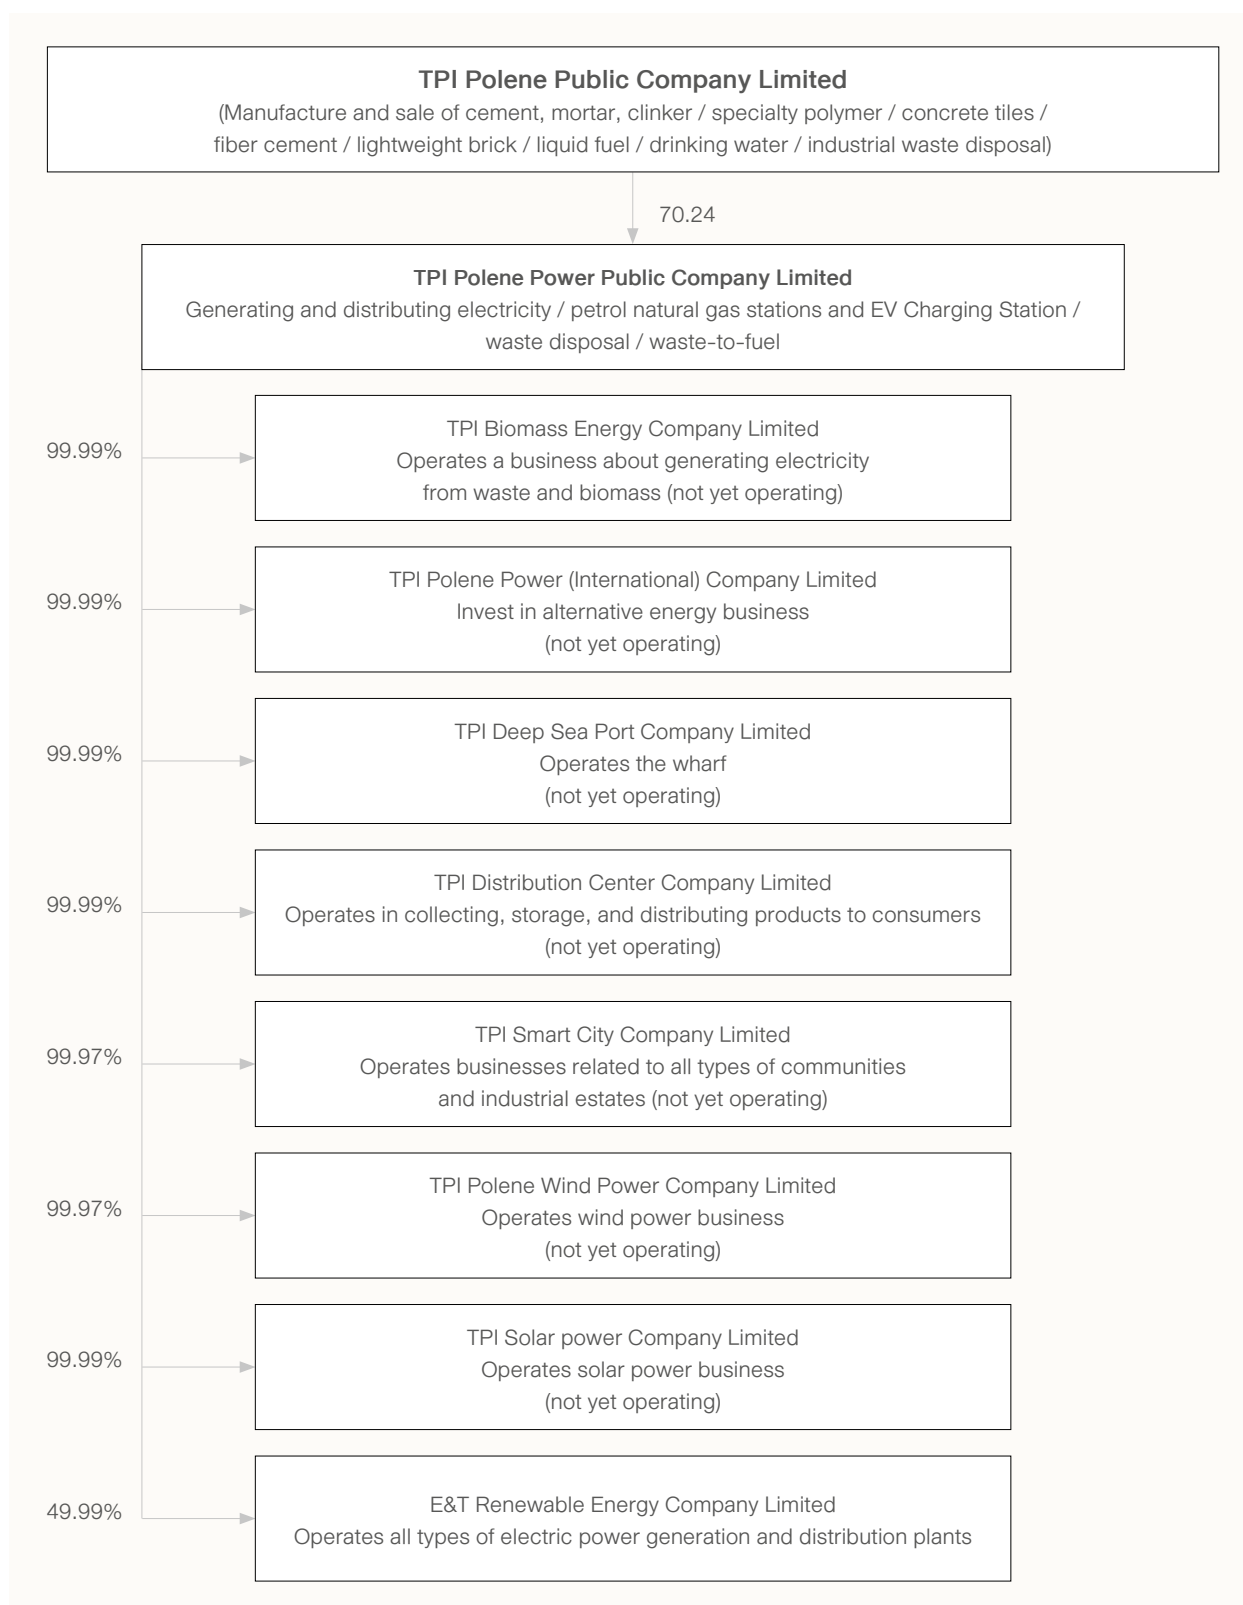 TPI Polene Public Company Limited
(Manufacture and sale of cement, mortar, clinker / specialty polymer / concrete tiles /
fiber cement / lightweight brick / liquid fuel / drinking water / industrial waste disposal)
70.24
TPI Polene Power Public Company Limited
Generating and distributing electricity / petrol natural gas stations and EV Charging Station /
waste disposal / waste-to-fuel
99.99%
TPI Biomass Energy Company Limited
Operates a business about generating electricity
from waste and biomass (not yet operating)
99.99%
TPI Polene Power (International) Company Limited
Invest in alternative energy business
(not yet operating)
99.99%
TPI Deep Sea Port Company Limited
Operates the wharf
(not yet operating)
99.99%
TPI Distribution Center Company Limited
Operates in collecting, storage, and distributing products to consumers
(not yet operating)
99.97%
TPI Smart City Company Limited
Operates businesses related to all types of communities
and industrial estates (not yet operating)
99.97%
TPI Polene Wind Power Company Limited
Operates wind power business
(not yet operating)
99.99%
TPI Solar power Company Limited
Operates solar power business
(not yet operating)
49.99%
E&T Renewable Energy Company Limited
Operates all types of electric power generation and distribution plants